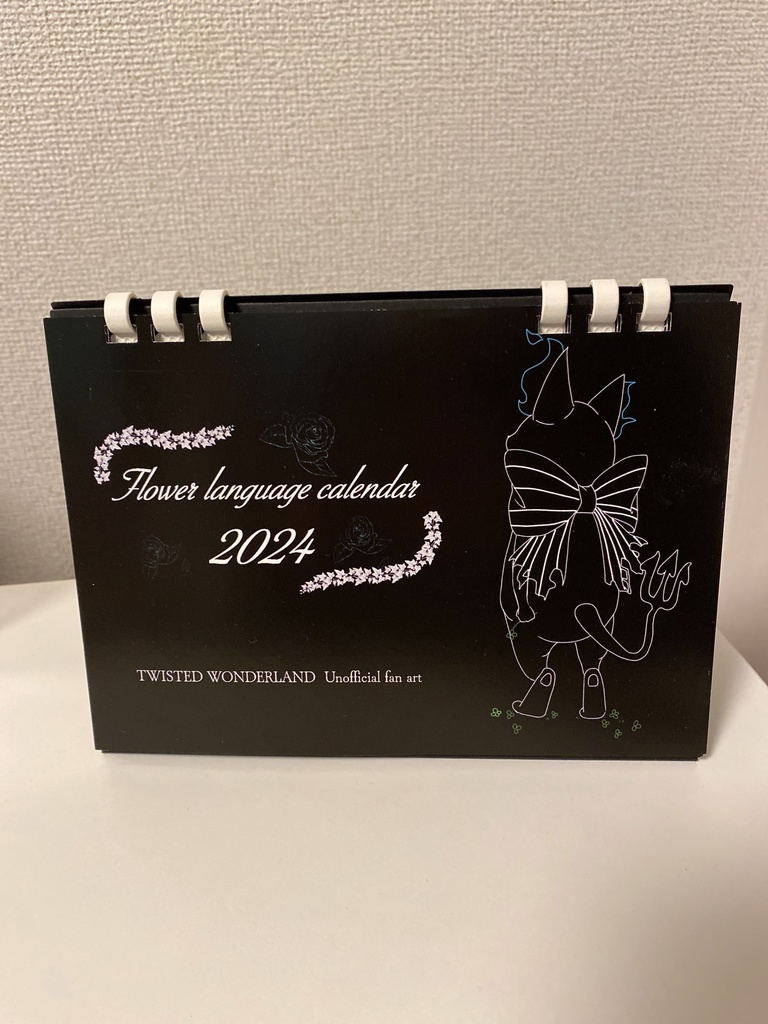 Flower language calendar
2024
TWISTED WONDERLAND Unofficial fan art